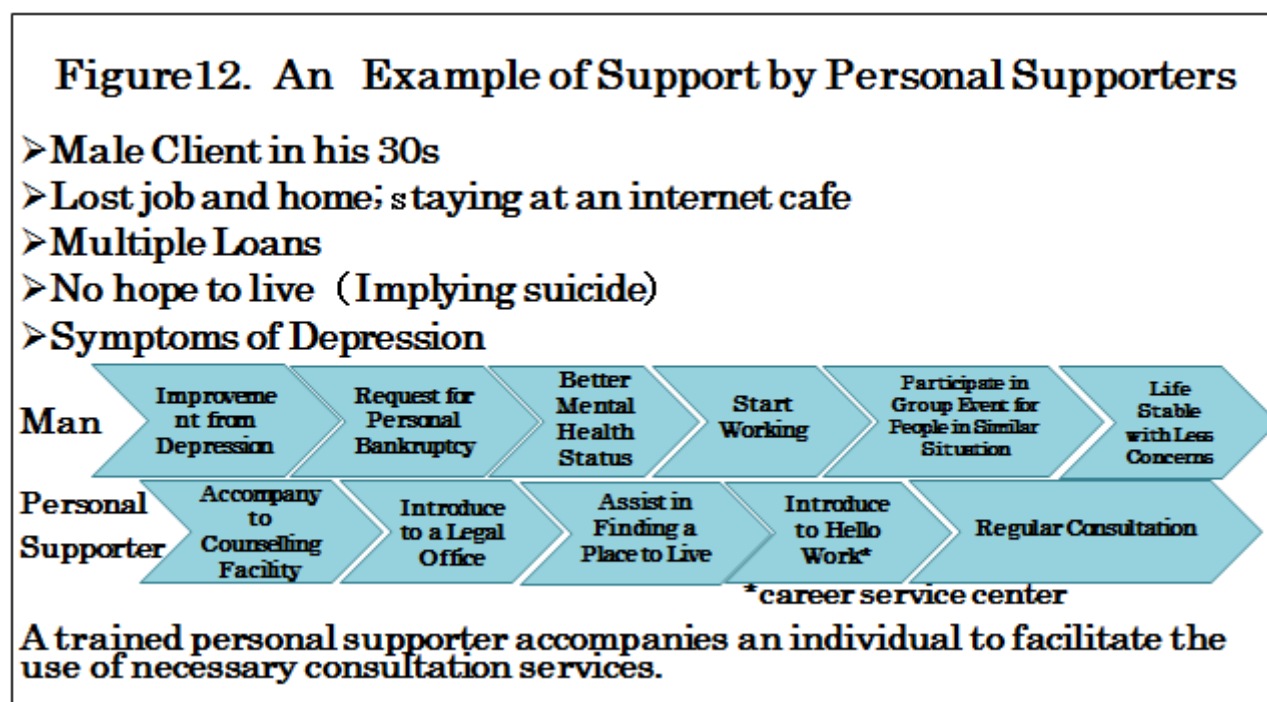 Figure12. An Example of Support by Personal Supporters
➢Male Client in his 30s
➢Lost job and home; staying at an internet cafe
➢Multiple Loans
➢No hope to live（Implying suicide）
➢Symptoms of Depression
Man
Improveme
nt from
Depression
Request for
Personal
Bankruptcy
Better
Mental
Health
Status
Start
Working
Participate in
Group Event for
People in Similar
Situation
Life
Stable
with Less
Concerns
Personal
Supporter
Accompany
to
Counselling
Facility
Introduce
to a Legal
Office
Assist in
Finding a
Place to Live
Introduce
to Hello
Work*
Regular Consultation
*career service center
A trained personal supporter accompanies an individual to facilitate the
use of necessary consultation services.